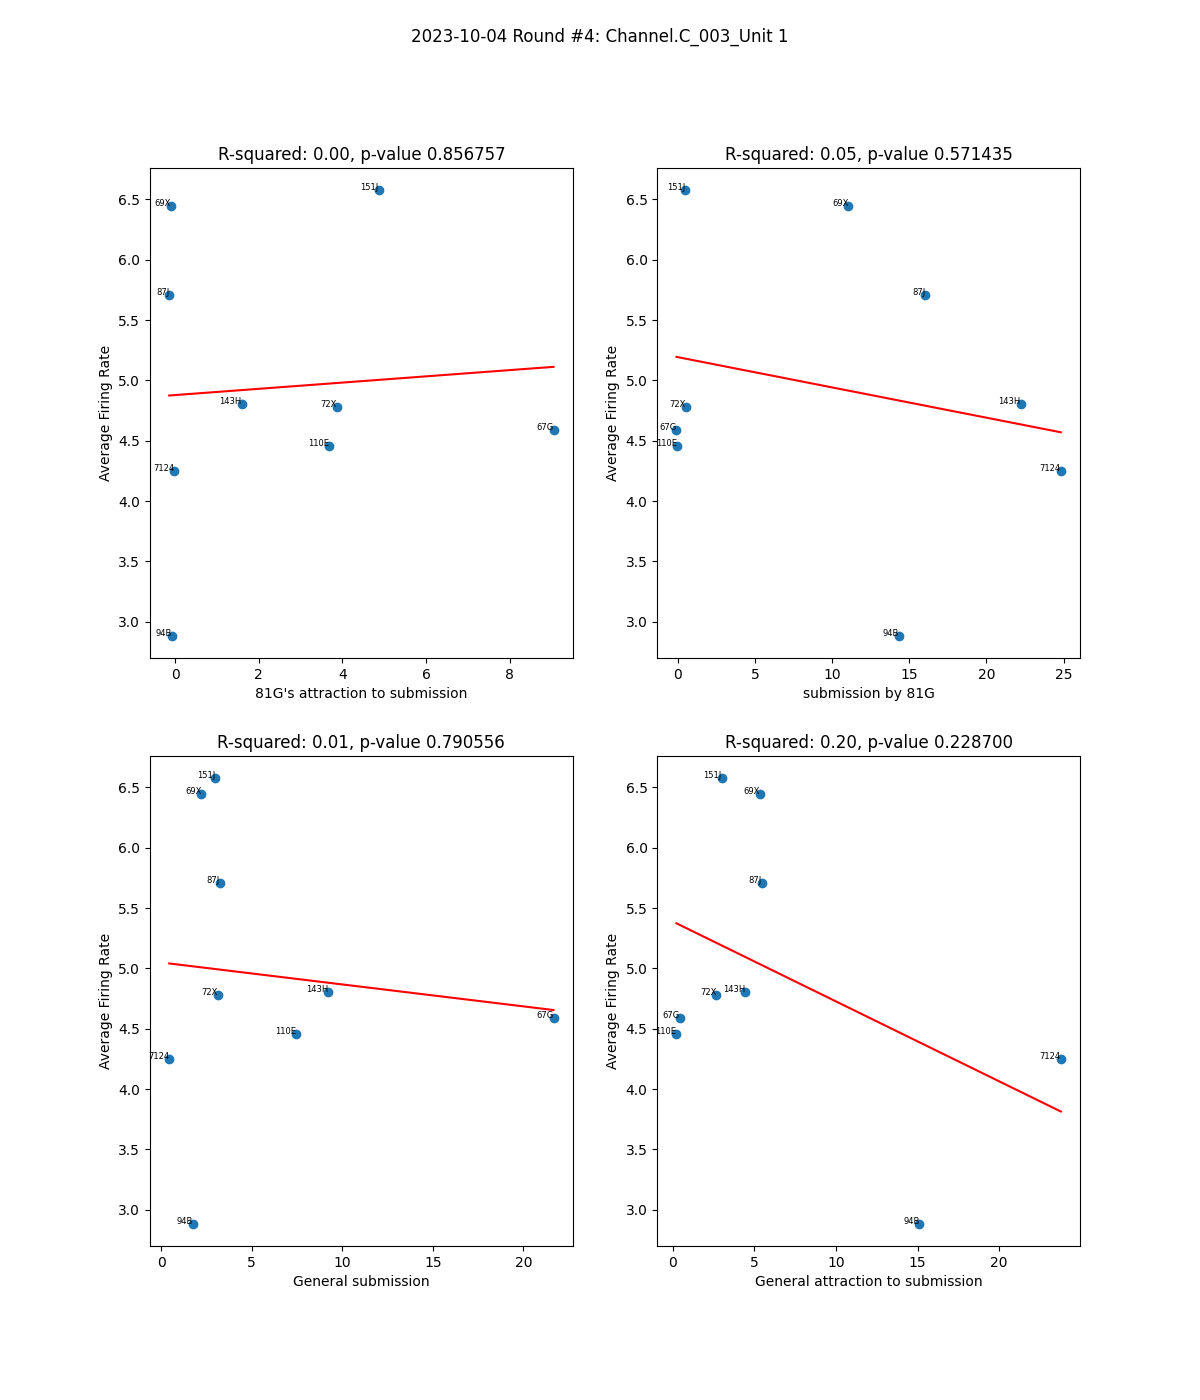 2023-10-04 Round #4: Channel.C_003_Unit 1
R-squared: 0.00, p-value 0.856757
6.5
6.0
5.5
5.0
4.5
4.0
3.5
3.0
Average Firing Rate
151J
69X
87J
143H
72X
67G
110E
7124
94B
0 2 4 6 8
81G's attraction to submission
R-squared: 0.05, p-value 0.571435
6.5
6.0
5.5
5.0
4.5
4.0
3.5
3.0
Average Firing Rate
151J
69X
87J
72X
143H
67G
110E
7124
94B
0 5 10 15 20 25
submission by 81G
R-squared: 0.01, p-value 0.790556
6.5
6.0
5.5
5.0
4.5
4.0
3.5
3.0
Average Firing Rate
151J
69X
87J
72X
143H
67G
110E
7124
94B
0 5 10 15 20
General submission
R-squared: 0.20, p-value 0.228700
6.5
6.0
5.5
5.0
4.5
4.0
3.5
3.0
Average Firing Rate
151J
69X
87J
72X
143H
67G
110E
7124
94B
0 5 10 15 20
General attraction to submission